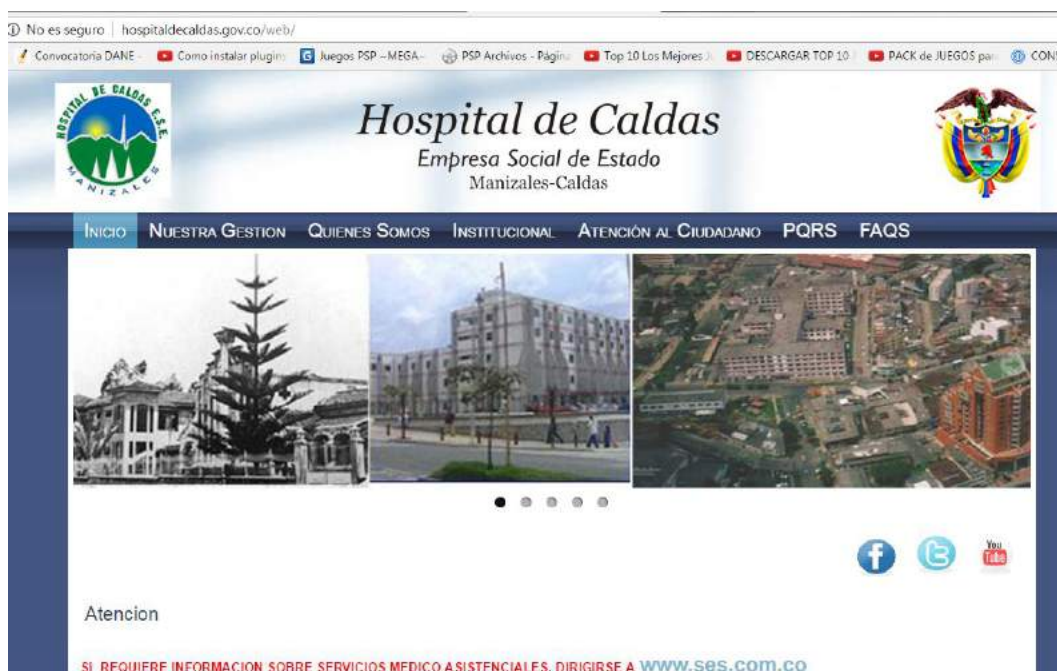 No es seguro | hospitaldecaldas.gov.co/web/
Convocatoria DANE - Como instalar plugins Juegos PSP ~MEGA~ PSP Archivos - Página Top 10 Los Mejores J DESCARGAR TOP 10 PACK de JUEGOS par CONS
HOSPITAL DE CALDAS E.S.E.
MANIZALES
Hospital de Caldas
Empresa Social de Estado
Manizales-Caldas
INICIO NUESTRA GESTION QUIENES SOMOS INSTITUCIONAL ATENCIÓN AL CIUDADANO PQRS FAQS
f t You Tube
Atencion
SI REQUIERE INFORMACION SOBRE SERVICIOS MEDICO ASISTENCIALES, DIRIGIRSE A www.ses.com.co